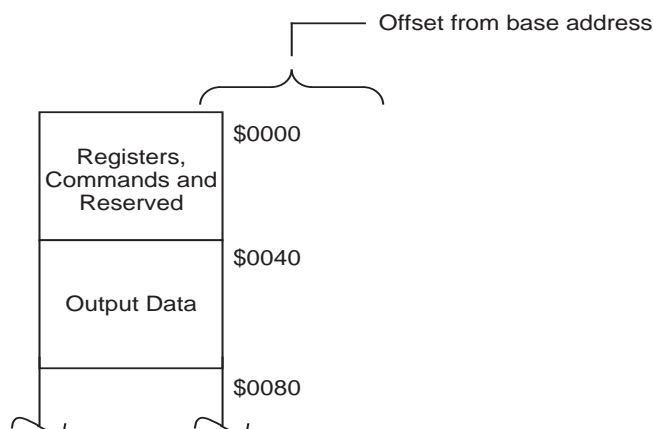 Offset from base address
$0000
Registers,
Commands and
Reserved
$0040
Output Data
$0080